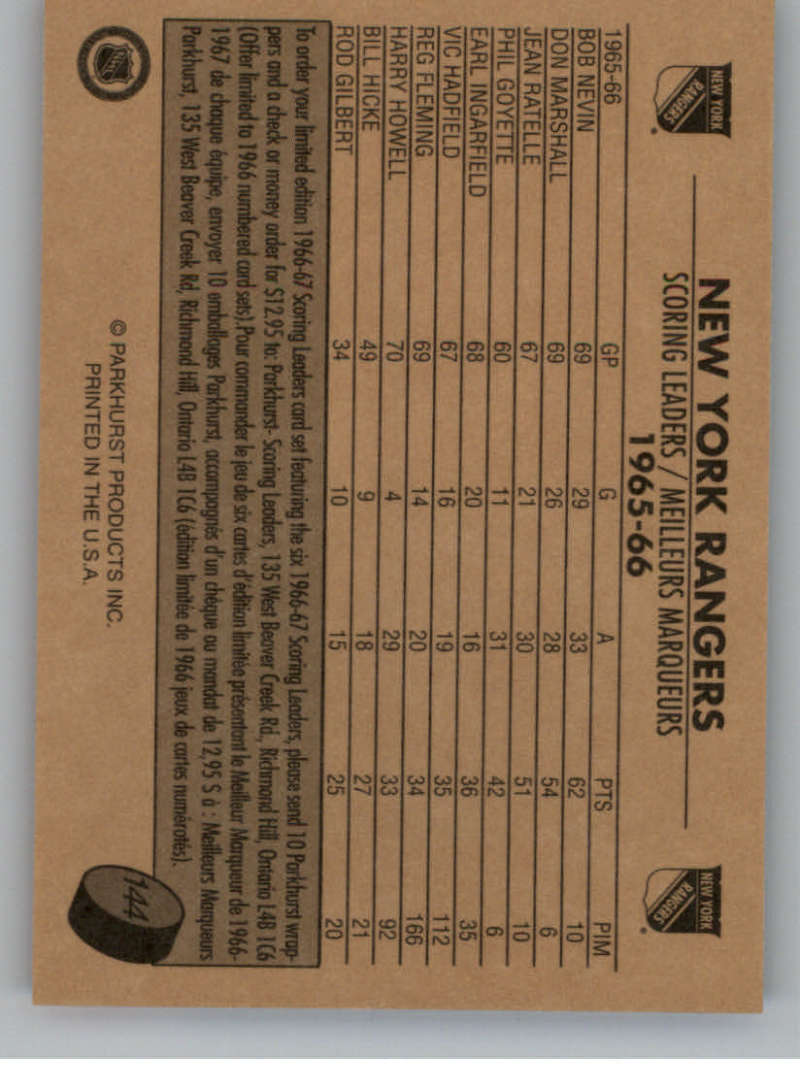 NEW YORK
RANGERS
NEW YORK RANGERS
SCORING LEADERS / MEILLEURS MARQUEURS
1965-66
NEW YORK
RANGERS
1965-66 GP G A PTS PIM
BOB NEVIN 69 29 33 62 10
DON MARSHALL 69 26 28 54 6
JEAN RATELLE 67 21 30 51 10
PHIL GOYETTE 60 11 31 42 6
EARL INGARFIELD 68 20 16 36 35
VIC HADFIELD 67 16 19 35 112
REG FLEMING 69 14 20 34 166
HARRY HOWELL 70 4 29 33 92
BILL HICKE 49 9 18 27 21
ROD GILBERT 34 10 15 25 20
To order your limited edition 1966-67 Scoring Leaders card set featuring the six 1966-67 Scoring Leaders, please send 10 Parkhurst wrap-
pers and a check or money order for $12.95 to: Parkhurst- Scoring Leaders, 135 West Beaver Creek Rd., Richmond Hill, Ontario L4B 1C6
(Offer limited to 1966 numbered card sets).Pour commander le jeu de six cartes d'édition limitée présentant le Meilleur Marqueur de 1966-
1967 de chaque équipe, envoyer 10 emballages Parkhurst, accompagnés d'un chèque ou mandat de 12,95 S à : Meilleurs Marqueurs
Parkhurst, 135 West Beaver Creek Rd, Richmond Hill, Ontario L4B 1C6 (édition limitée de 1966 jeux de cartes numérotés).
NHL
© PARKHURST PRODUCTS INC.
PRINTED IN THE U.S.A.
144